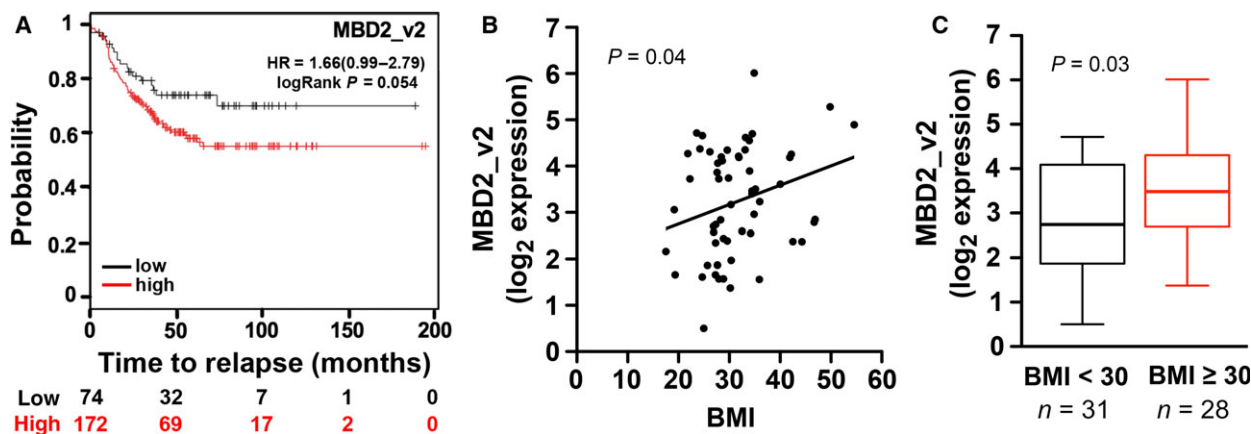 A
MBD2_v2
HR = 1.66(0.99–2.79)
logRank P = 0.054
Probability
1
0.8
0.6
0.4
0.2
0
low
high
0 50 100 150 200
Time to relapse (months)
Low 74 32 7 1 0
High 172 69 17 2 0
B
P = 0.04
MBD2_v2
(log2 expression)
7
6
5
4
3
2
1
0
0 10 20 30 40 50 60
BMI
C
P = 0.03
MBD2_v2
(log2 expression)
7
6
5
4
3
2
1
0
BMI < 30 BMI ≥ 30
n = 31 n = 28